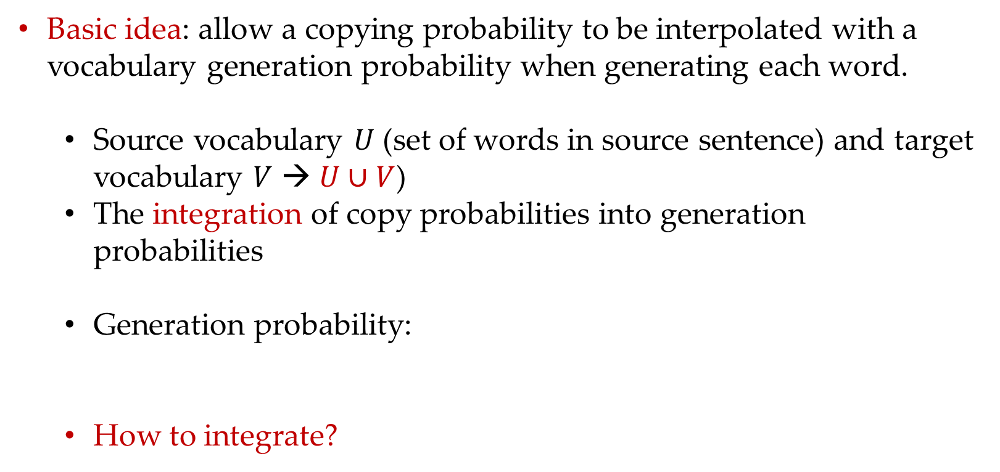 • Basic idea: allow a copying probability to be interpolated with a
vocabulary generation probability when generating each word.
• Source vocabulary U (set of words in source sentence) and target
vocabulary V → U ∪ V)
• The integration of copy probabilities into generation
probabilities
• Generation probability:
• How to integrate?